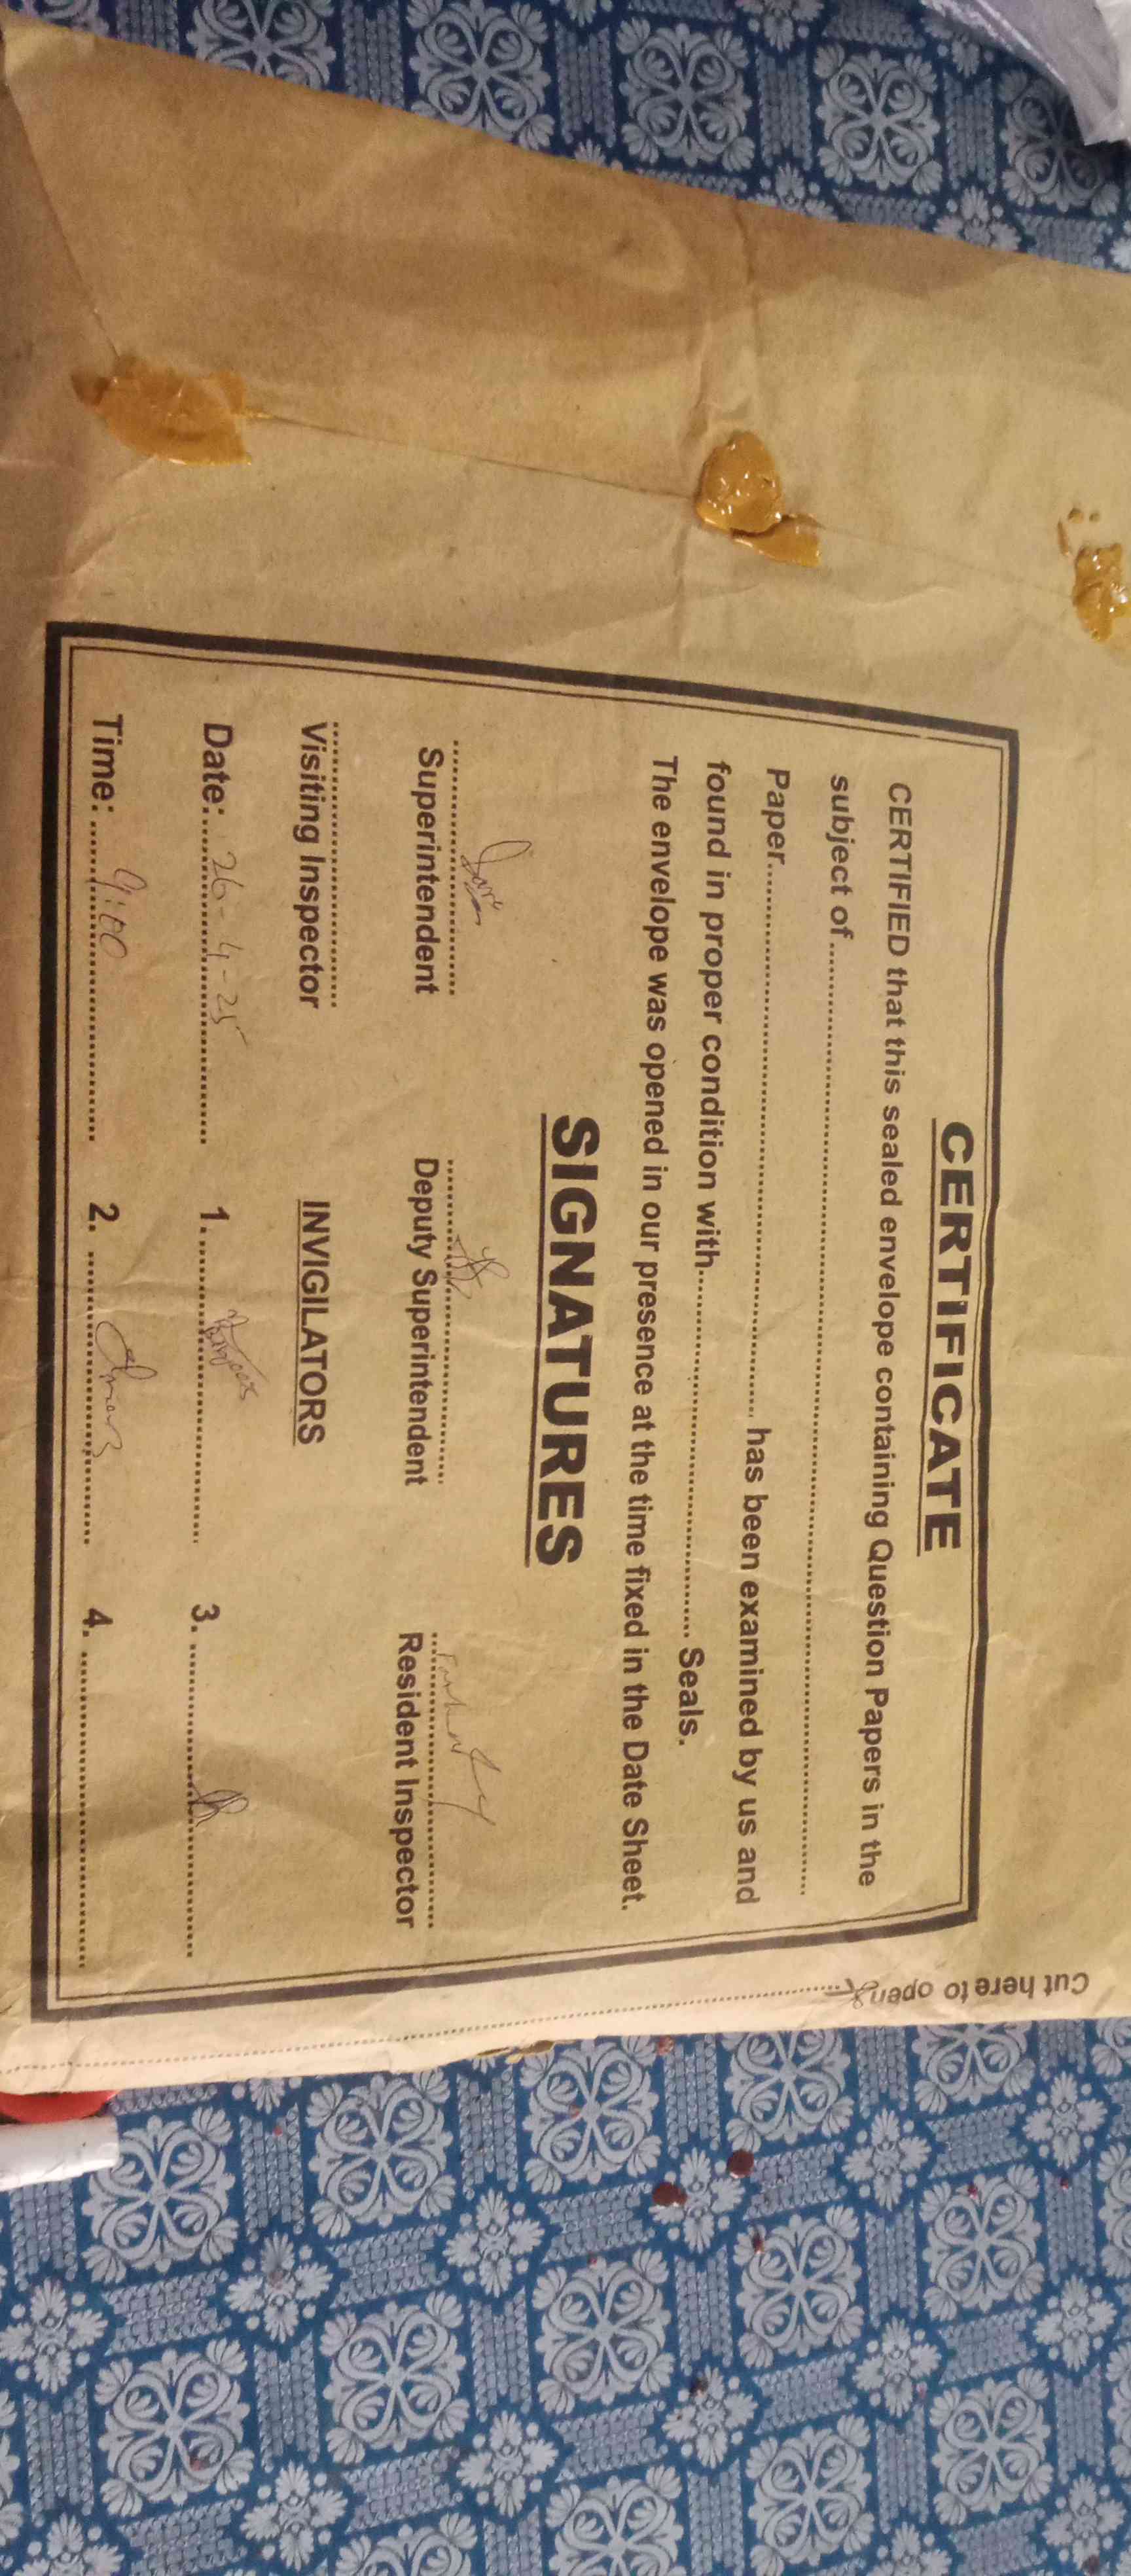 CERTIFICATE
CERTIFIED that this sealed envelope containing Question Papers in the
subject of
Paper has been examined by us and
found in proper condition with Seals.
The envelope was opened in our presence at the time fixed in the Date Sheet.
SIGNATURES
Superintendent Deputy Superintendent Resident Inspector
Visiting Inspector INVIGILATORS
Date: 26-4-25 1. 3.
Time: 9:00 2. 4.
Cut here to open